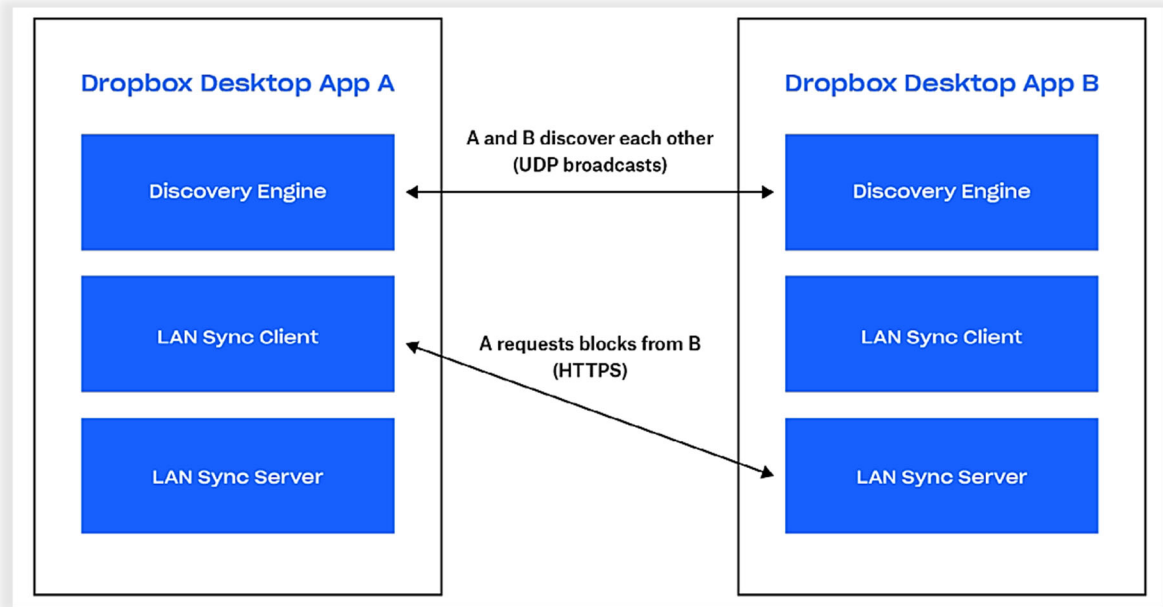 Dropbox Desktop App A
Discovery Engine
LAN Sync Client
LAN Sync Server
A and B discover each other
(UDP broadcasts)
A requests blocks from B
(HTTPS)
Dropbox Desktop App B
Discovery Engine
LAN Sync Client
LAN Sync Server